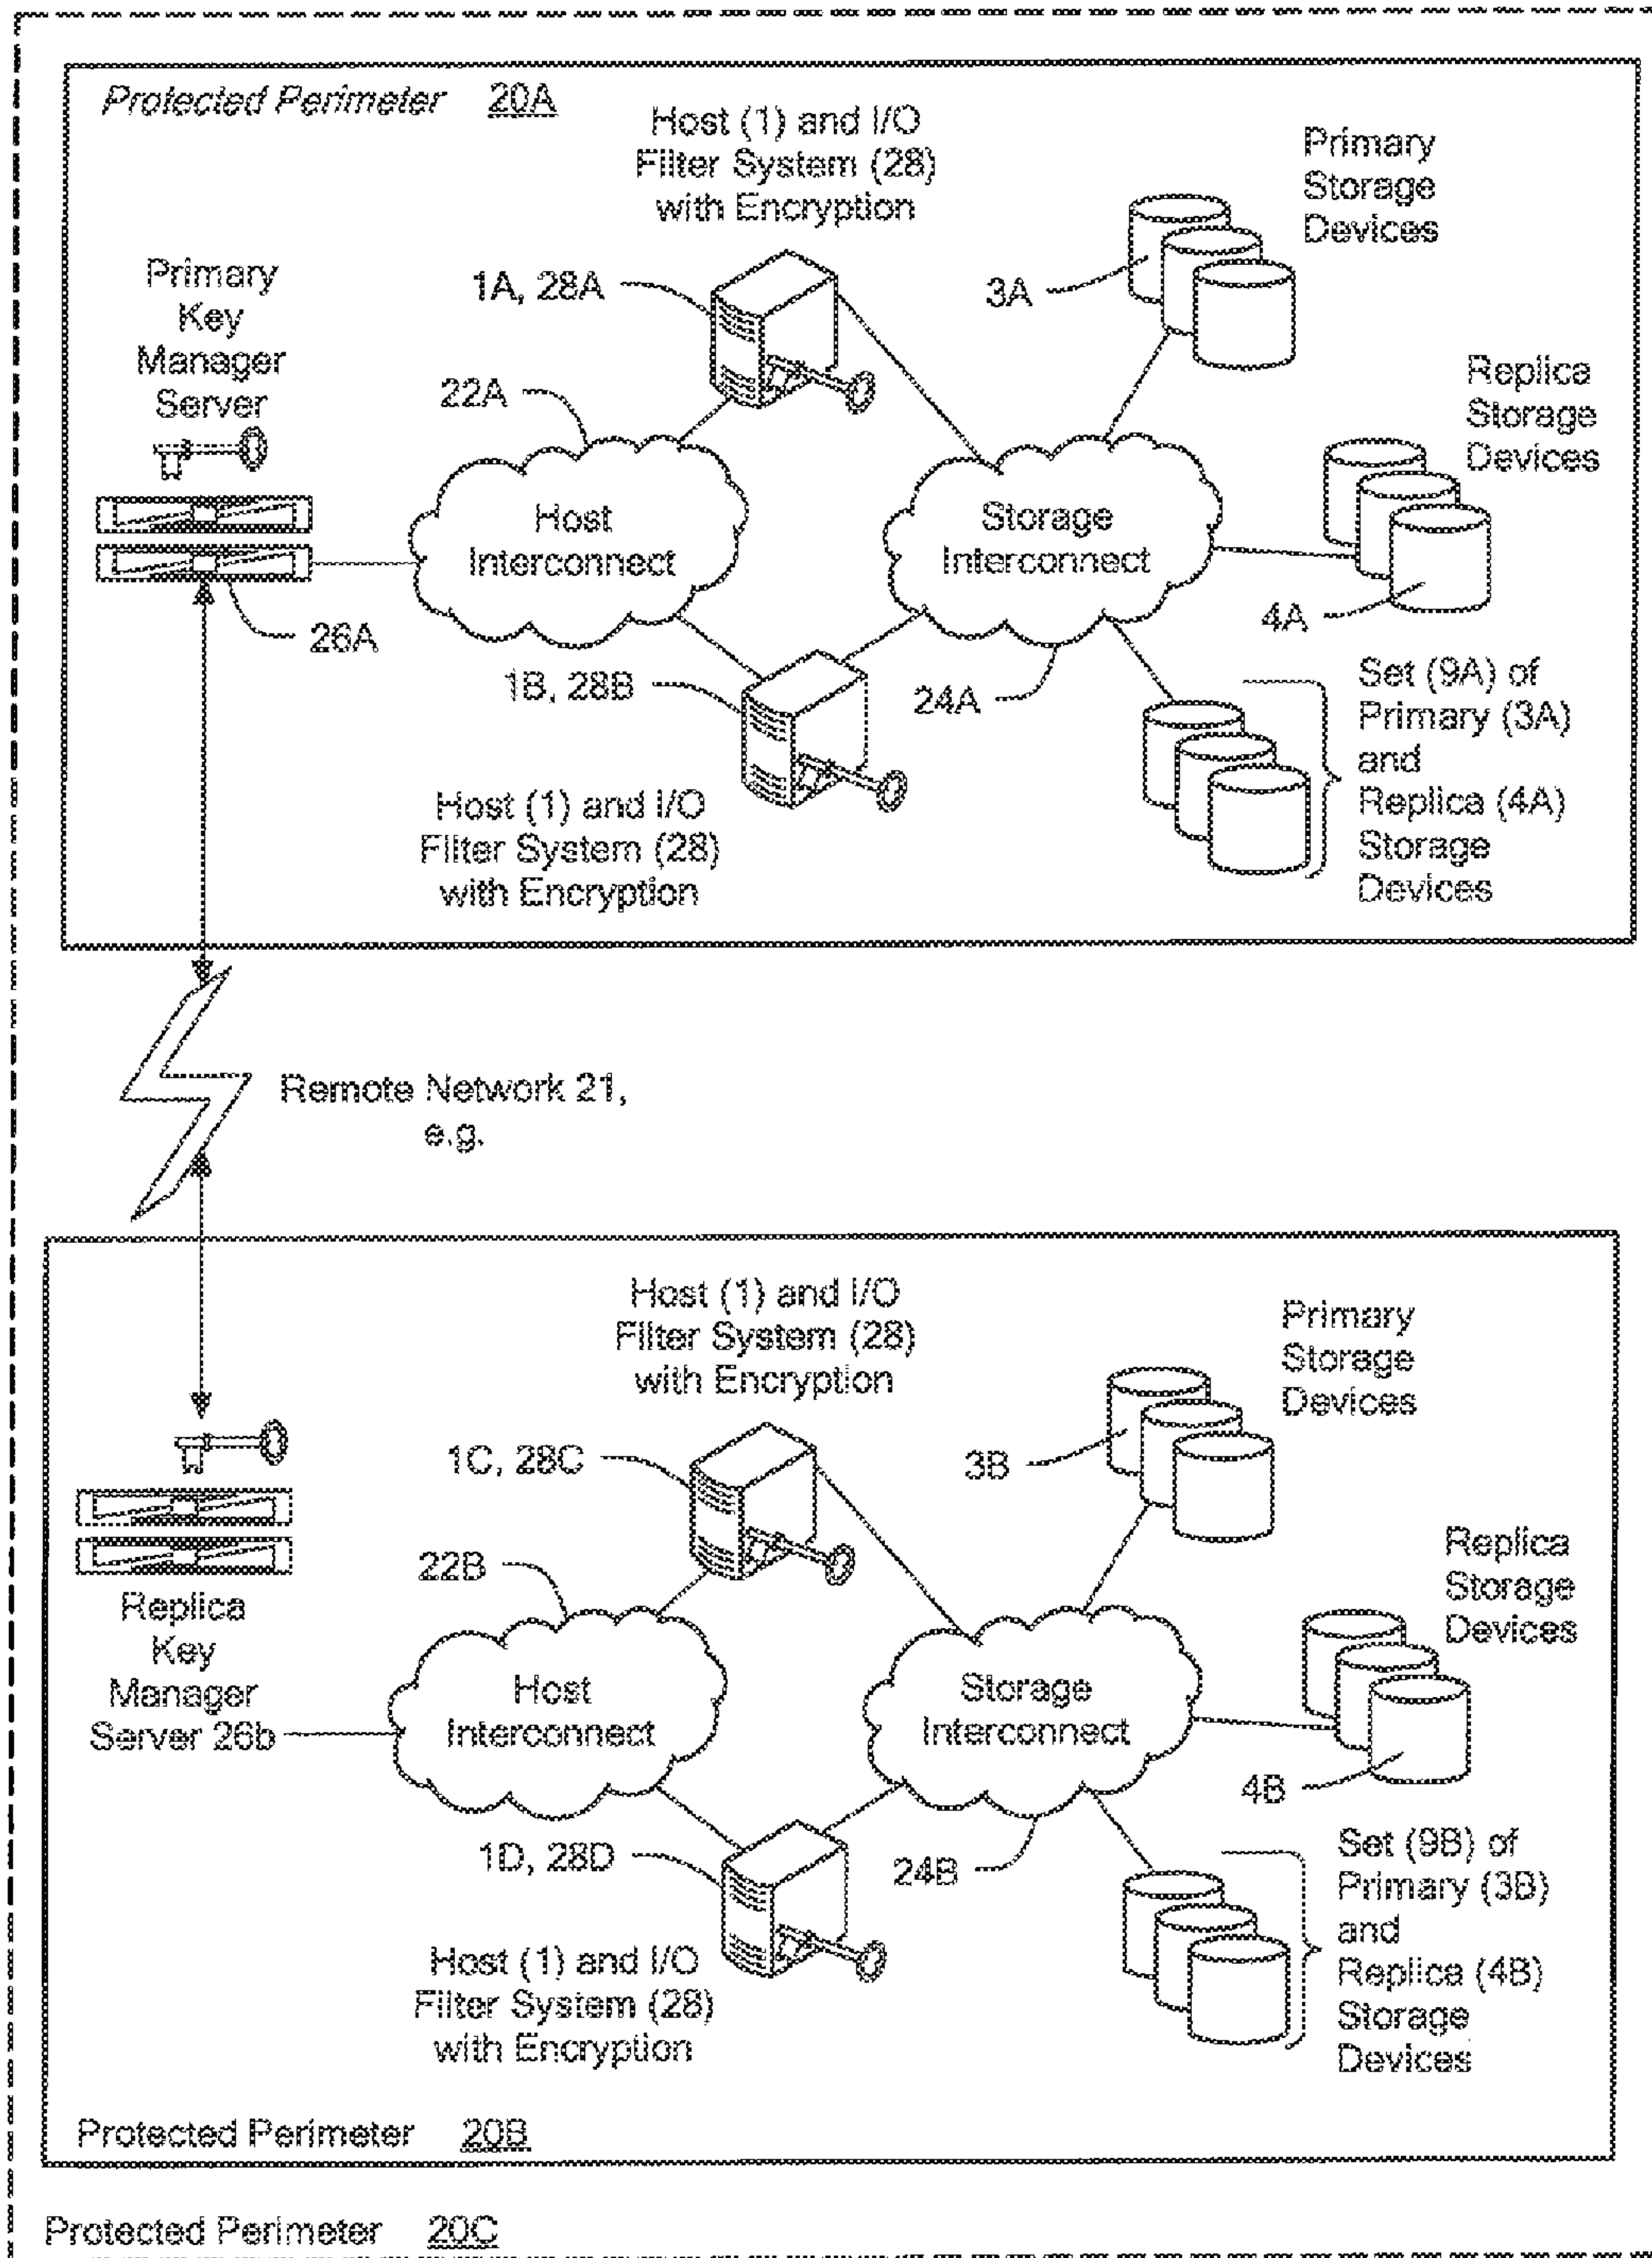 Protected Perimeter 20A
Host (1) and I/O
Filter System (28)
with Encryption
Primary
Storage
Devices
Primary
Key
Manager
Server
1A, 28A
3A
22A
Replica
Storage
Devices
Host
Interconnect
Storage
Interconnect
4A
26A
1B, 28B
24A
Set (9A) of
Primary (3A)
and
Replica (4A)
Storage
Devices
Host (1) and I/O
Filter System (28)
with Encryption
Remote Network 21,
e.g.
Host (1) and I/O
Filter System (28)
with Encryption
Primary
Storage
Devices
1C, 28C
3B
22B
Replica
Storage
Devices
Replica
Key
Manager
Server 26b
Host
Interconnect
Storage
Interconnect
4B
1D, 28D
24B
Set (9B) of
Primary (3B)
and
Replica (4B)
Storage
Devices
Host (1) and I/O
Filter System (28)
with Encryption
Protected Perimeter 20B
Protected Perimeter 20C